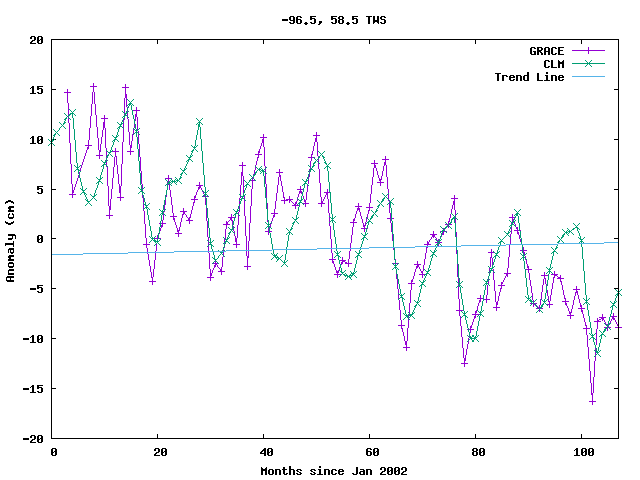 -96.5, 58.5 TWS
GRACE
CLM
Trend Line
20
15
10
5
0
-5
-10
-15
-20
Anomaly (cm)
0 20 40 60 80 100
Months since Jan 2002